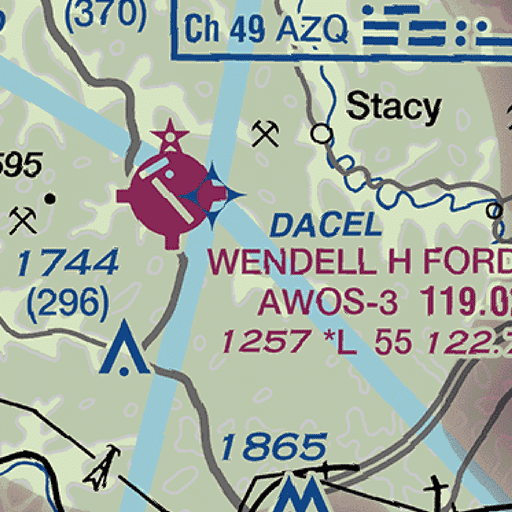 (370)
Ch 49 AZQ
Stacy
595
DACEL
1744
(296)
WENDELL H FORD
AWOS-3 119.0
1257 *L 55 122.7
1865